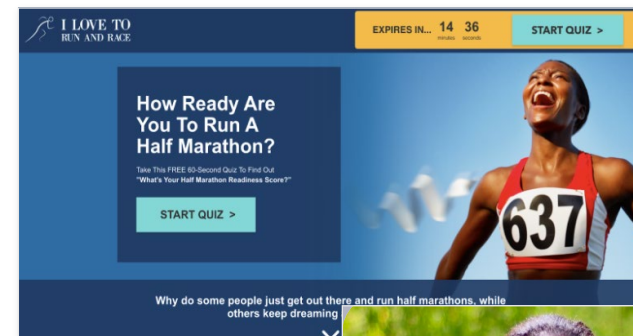 I LOVE TO
RUN AND RACE
EXPIRES IN... 14 36
minutes seconds
START QUIZ >
How Ready Are
You To Run A
Half Marathon?
Take This FREE 60-Second Quiz To Find Out
"What's Your Half Marathon Readiness Score?"
START QUIZ >
637
Why do some people just get out there and run half marathons, while
others keep dreaming